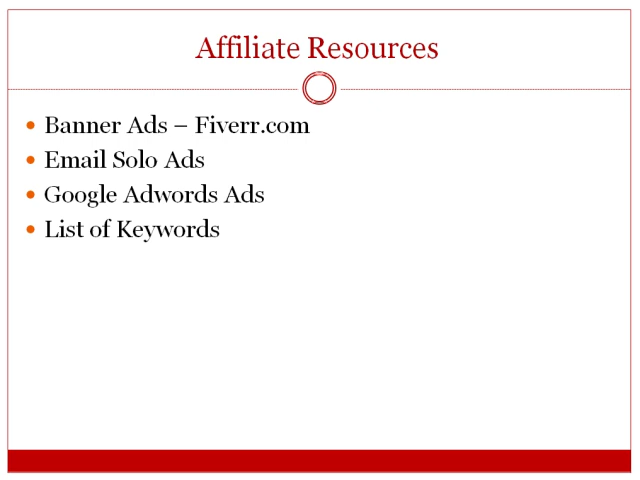 Affiliate Resources
• Banner Ads – Fiverr.com
• Email Solo Ads
• Google Adwords Ads
• List of Keywords